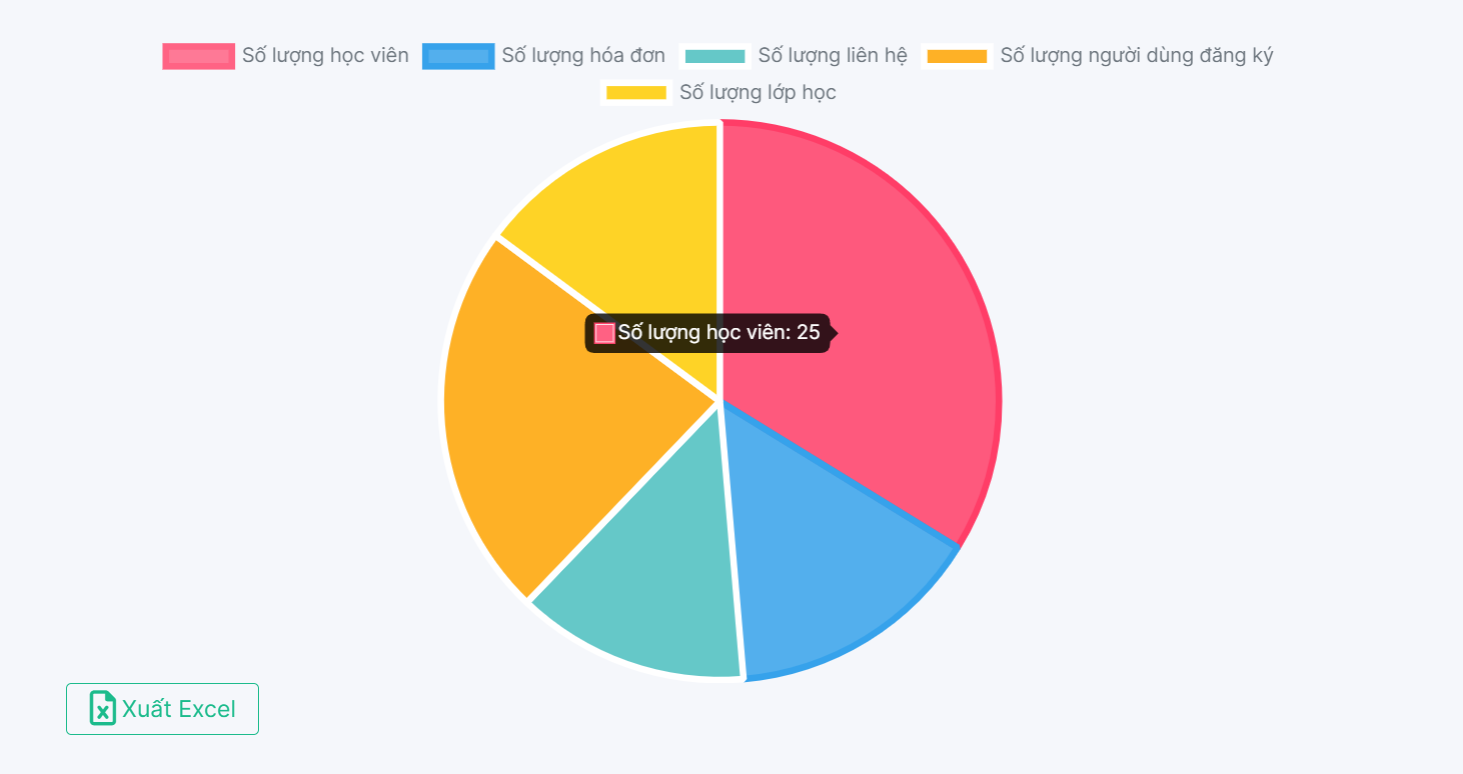 Số lượng học viên Số lượng hóa đơn Số lượng liên hệ Số lượng người dùng đăng ký
Số lượng lớp học
Số lượng học viên: 25
Xuất Excel